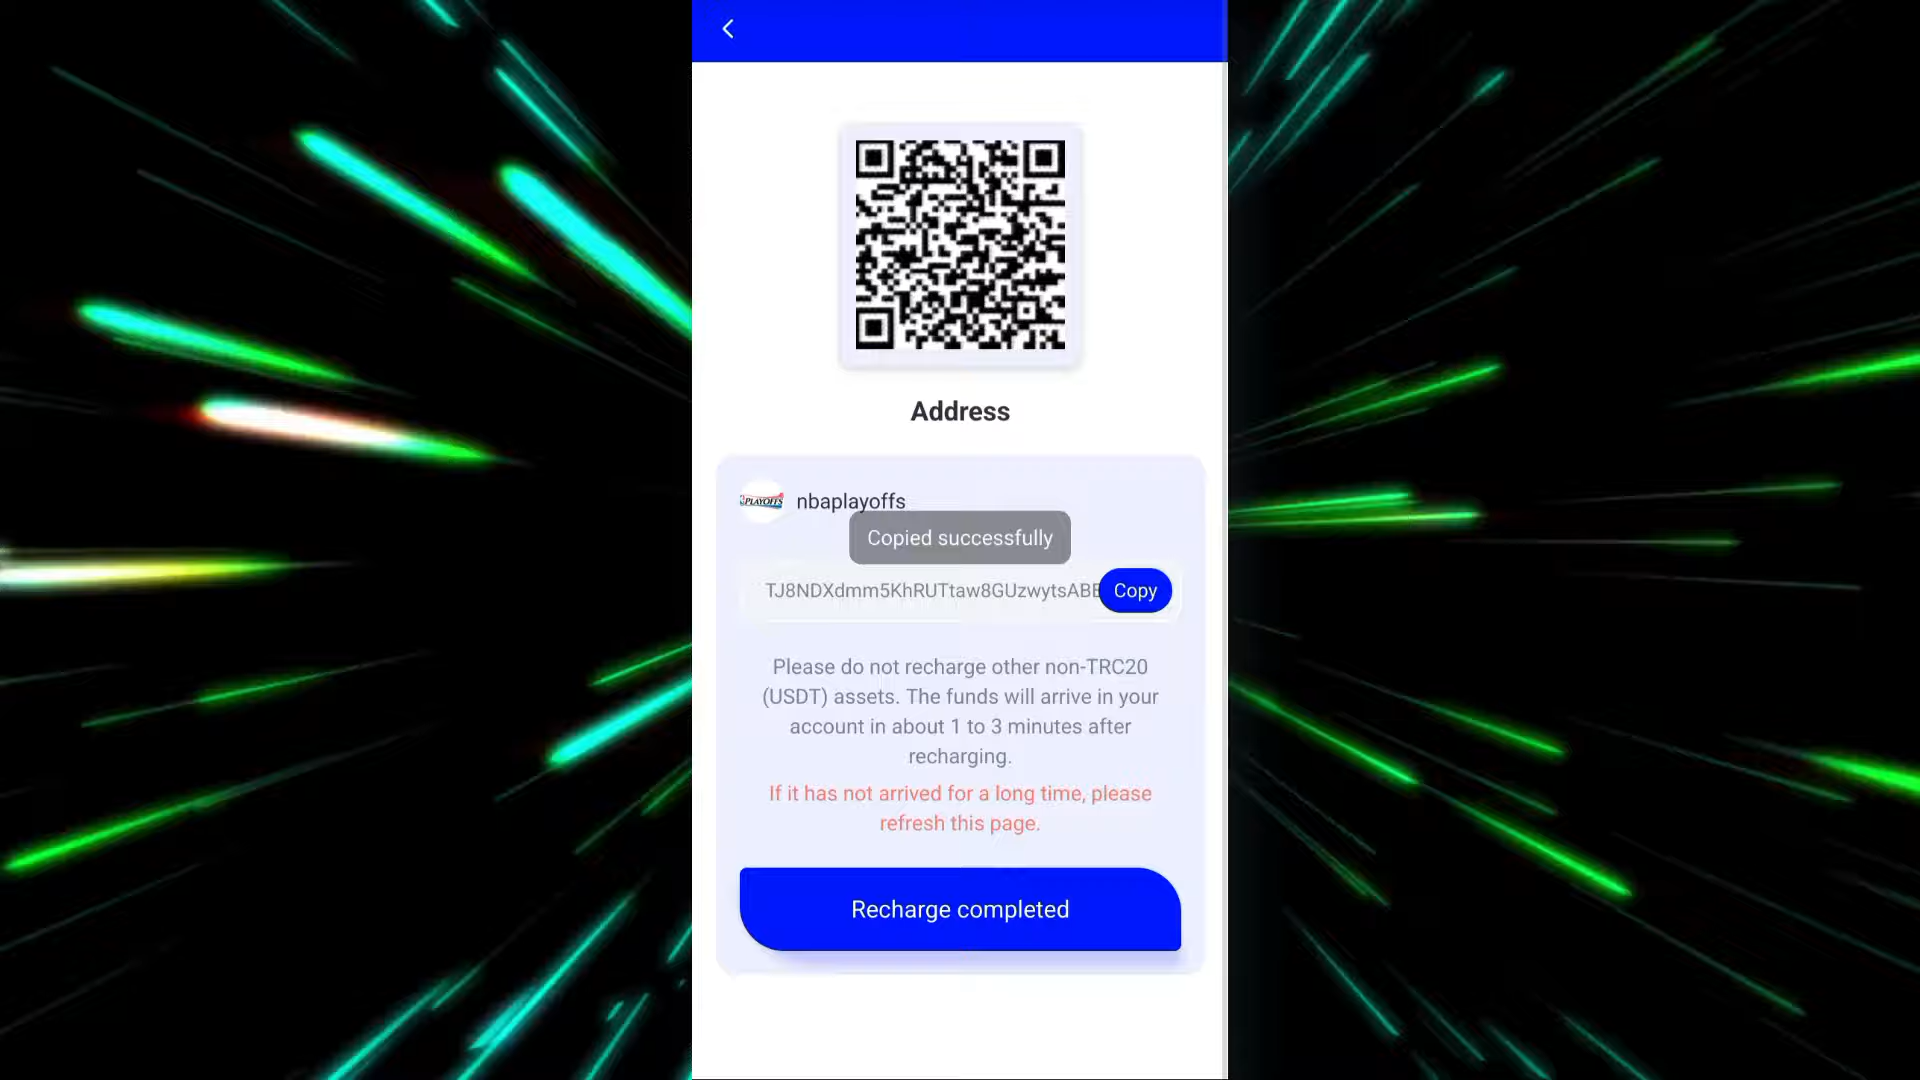 Address
PLAYOFFS
nbaplayoffs
Copied successfully
TJ8NDXdmm5KhRUTtaw8GUzwytsABE
Copy
Please do not recharge other non-TRC20
(USDT) assets. The funds will arrive in your
account in about 1 to 3 minutes after
recharging.
If it has not arrived for a long time, please
refresh this page.
Recharge completed